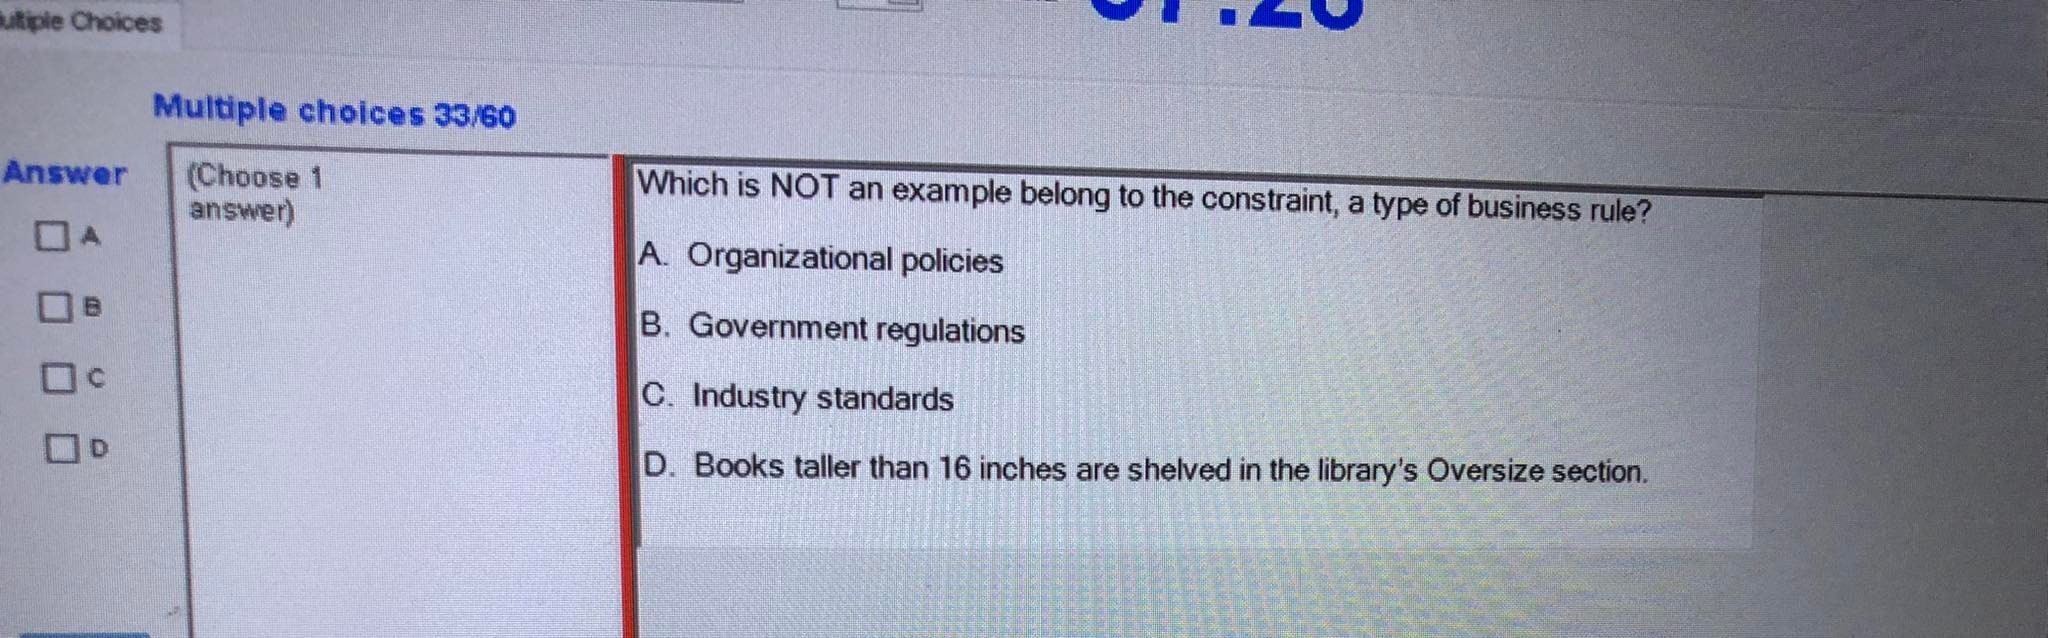 Choices
Multiple choices 33/60
Answer
(Choose 1
answer)
A
B
C
D
Which is NOT an example belong to the constraint, a type of business rule?
A. Organizational policies
B. Government regulations
C. Industry standards
D. Books taller than 16 inches are shelved in the library's Oversize section.